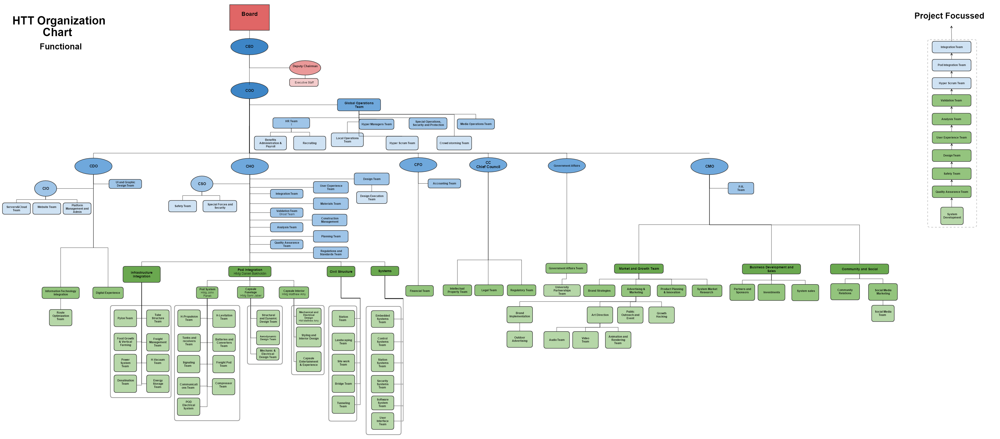 HTT Organization
Chart
Functional
Board
Project Focussed
CEO
Deputy Chairman
Executive Staff
COO
Global Operations
Team
HR Team
t
Hyper Managers Team
Special Operations,
Security and Protection
Media Operations Team
Benefits
Administration &
Payroll
Recruiting
Local Operations
Team
Hyper Scrum Team
Crowd storming Team
CDO
CHO
CFO
CC
Chief Council
Government Affairs
CMO
CIO
UI and Graphic
Design Team
Servers&Cloud
Team
Website Team
Platform
Management and
Admin
CSO
Safety Team
Special Forces and
Security
Design Team
Design Execution
Team
User Experience
Team
Integration Team
Materials Team
Validation Team
Ghost Team
Construction
Management
Analysis Team
Planning Team
Quality Assurance
Team
Regulations and
Standards Team
Accounting Team
P.R.
Team
Infrastructure
Integration
Pod Integration
HMg Daniel Bakholdin
Civil Structure
Systems
Information Technology
Integration
Digital Experience
Route
Optimization
Team
Pod System
HMg John
Panek
Capsule
Fuselage
HMg Sami Jaber
Capsule Interior
HMg Matthew Amy
Pylon Team
Tube
Structure
Team
Food Growth
& Vertical
Farming
Freight
Management
Team
Power
System
Team
H-Vacuum
Team
Desalination
Team
Energy
Storage
Team
H-Propulsion
Team
H-Levitation
Team
Tanks and
receivers
Team
Batteries and
Converters
Team
Signaling
Team
Freight Pod
Team
Communicati
ons Team
Compressor
Team
POD
Electrical
System
Structural
and Dynamic
Design Team
Aerodynamic
Design Team
Mechanic &
Electrical
Design Team
Mechanical and
Electrical
Design
HM Matthew Amy
Styling and
Interior Design
Capsule
Entertainment
& Experience
Station
Team
Landscaping
Team
Site work
Team
Bridge Team
Tunneling
Team
Embedded
Systems
Team
Control
Systems
Team
Station
Systems
Team
Security
Systems
Team
Software
System
Team
User
Interface
Team
Financial Team
Intellectual
Property Team
Legal Team
Regulatory Team
Government Affairs Team
University
Partnerships
Team
Market and Growth Team
Brand Strategies
Advertising &
Marketing
Product Planning
& Innovation
System Market
Research
Brand
Implementation
Art Direction
Public
Outreach and
Event
Growth
Hacking
Outdoor
Advertising
Audio Team
Video
Team
Animation and
Rendering
Team
Business Development and
Sales
Partners and
Sponsors
Investments
System sales
Community and Social
Community
Relations
Social Media
Marketing
Social Media
Team
Integration Team
Pod Integration Team
Hyper Scrum Team
Validation Team
Analysis Team
User Experience Team
Design Team
Safety Team
Quality Assurance Team
System
Development